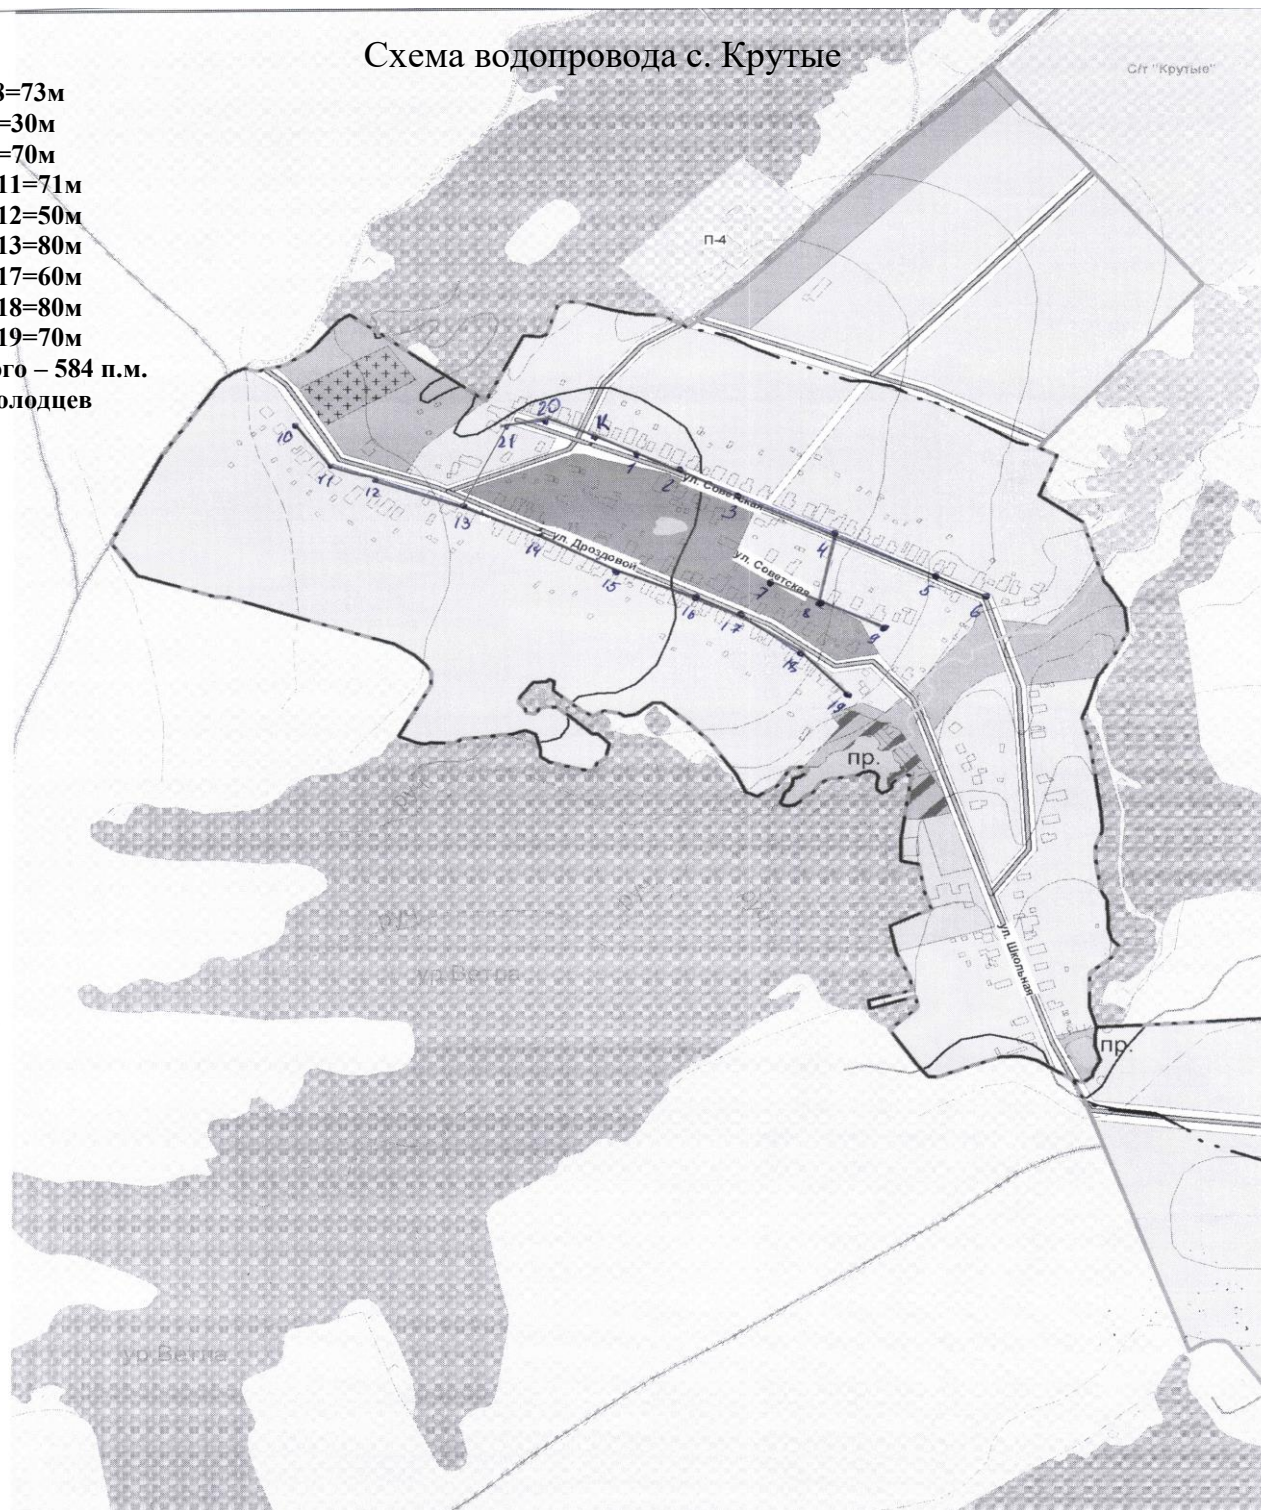 Схема водопровода с. Крутые
С/т "Крутые"
8=73м
=30м
=70м
11=71м
12=50м
13=80м
17=60м
18=80м
19=70м
ого – 584 п.м.
олодцев
П-4
20
21
К
10
1
11
2
ул. Советская
12
3
13
4
14
ул. Дроздовой
ул. Советская
15
7
5
6
16
8
17
9
18
19
пр.
ур.Ветла
ул. Школьная
пр.
ур.Ветла